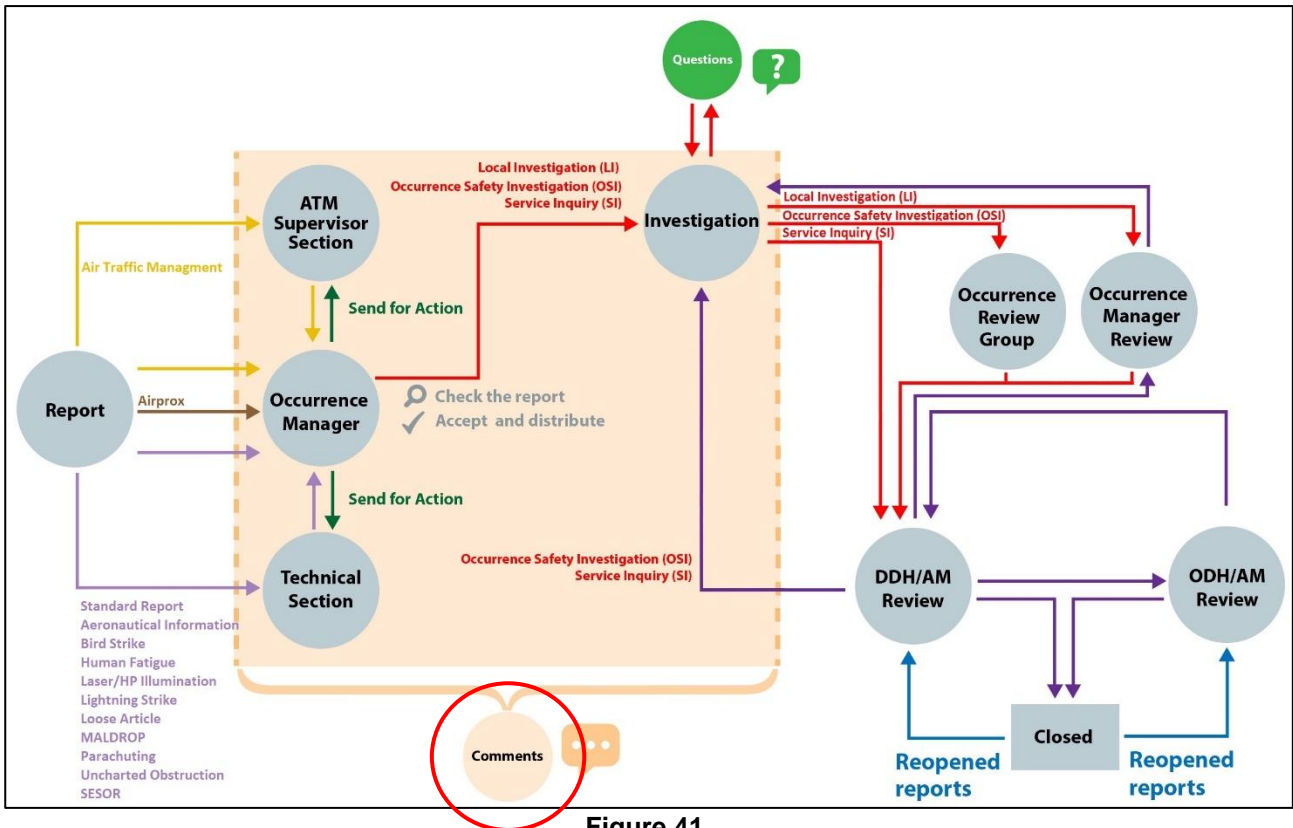 Questions
?
Local Investigation (LI)
Occurrence Safety Investigation (OSI)
Service Inquiry (SI)
ATM
Supervisor
Section
Investigation
Local Investigation (LI)
Occurrence Safety Investigation (OSI)
Service Inquiry (SI)
Air Traffic Managment
Send for Action
Occurrence
Review
Group
Occurrence
Manager
Review
Report
Airprox
Occurrence
Manager
Check the report
Accept and distribute
Send for Action
Technical
Section
Occurrence Safety Investigation (OSI)
Service Inquiry (SI)
DDH/AM
Review
ODH/AM
Review
Standard Report
Aeronautical Information
Bird Strike
Human Fatigue
Laser/HP Illumination
Lightning Strike
Loose Article
MALDROP
Parachuting
Uncharted Obstruction
SESOR
Comments
Closed
Reopened
reports
Reopened
reports
Figure 41